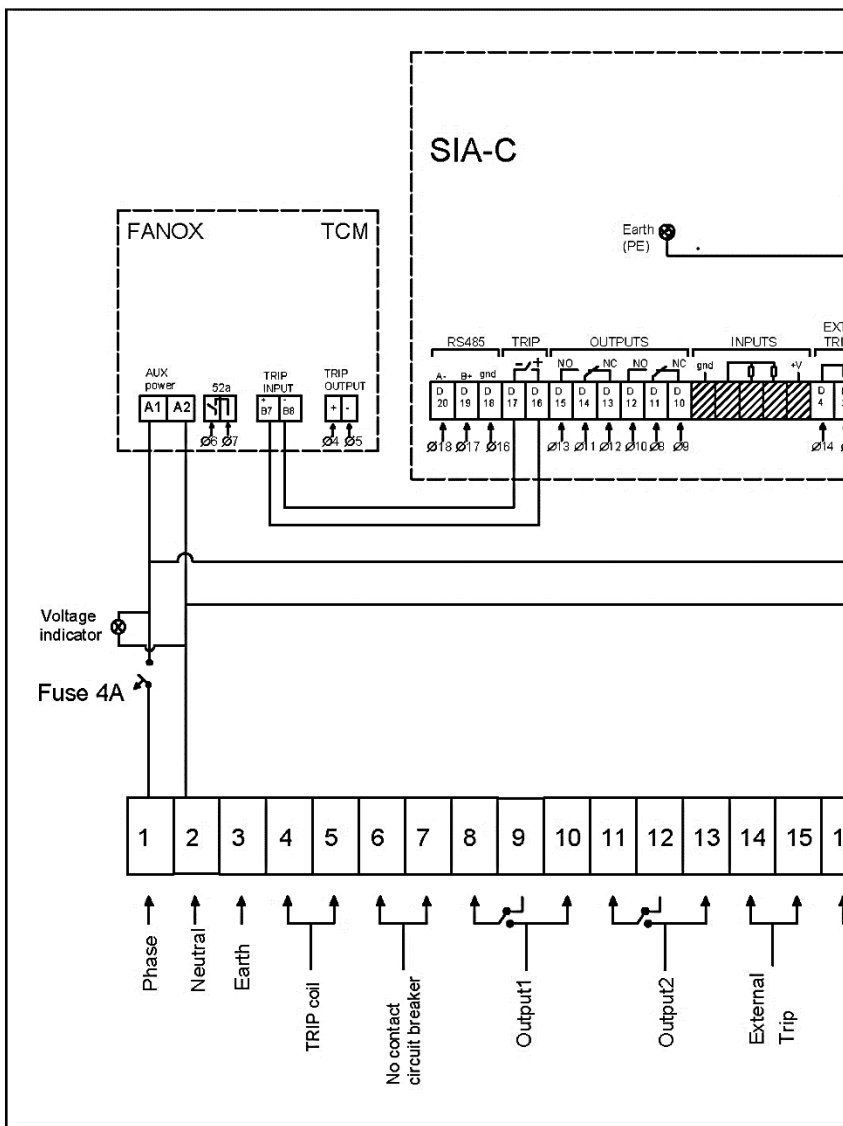 SIA-C
Earth
(PE)
FANOX TCM
RS485 TRIP OUTPUTS INPUTS
NO NC NO NC gnd +V
- +
A- B+ gnd
D D D D D D D D D D D
20 19 18 17 16 15 14 13 12 11 10 4
Ø18 Ø17 Ø16 Ø13 Ø11 Ø12 Ø10 Ø8 Ø9 Ø14
AUX
power
52a
TRIP
INPUT
TRIP
OUTPUT
A1 A2
+ -
B7 B8
+ -
Ø6 Ø7
Ø4 Ø5
Voltage
indicator
Fuse 4A
1 2 3 4 5 6 7 8 9 10 11 12 13 14 15
Phase
Neutral
Earth
TRIP coil
No contact
circuit breaker
Output1
Output2
External
Trip